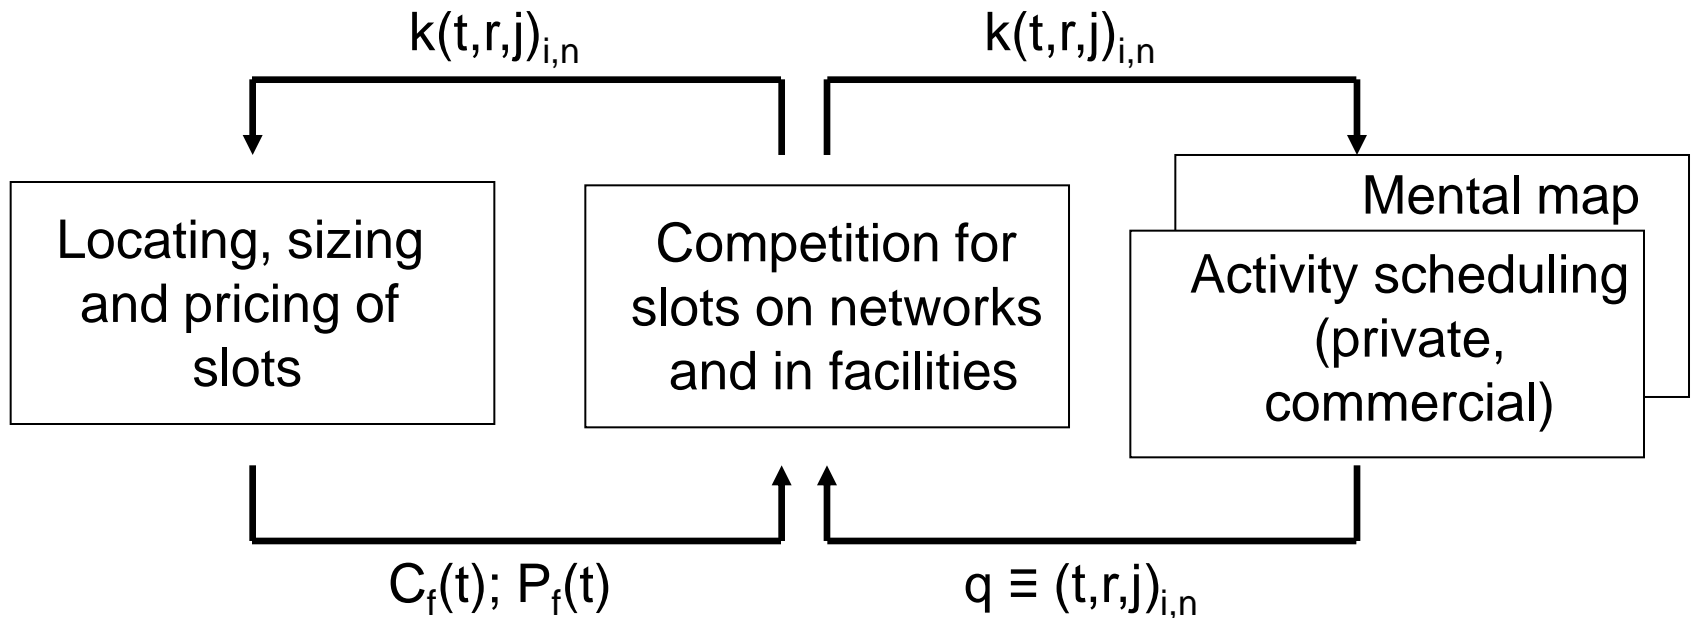 k(t,r,j)i,n
k(t,r,j)i,n
Locating, sizing
and pricing of
slots
Competition for
slots on networks
and in facilities
Mental map
Activity scheduling
(private,
commercial)
Cf(t); Pf(t)
q ≡ (t,r,j)i,n